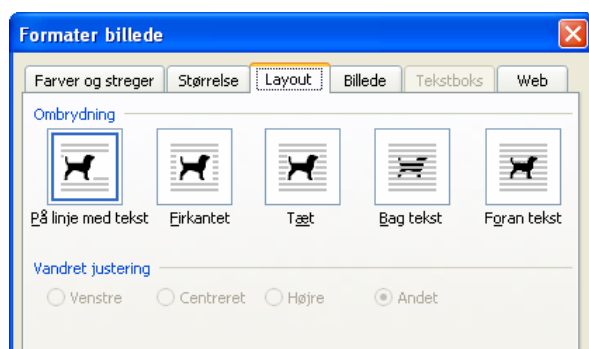 Formater billede
Farver og streger Størrelse Layout Billede Tekstboks Web
Ombrydning
På linje med tekst Firkantet Tæt Bag tekst Foran tekst
Vandret justering
Venstre Centreret Højre Andet